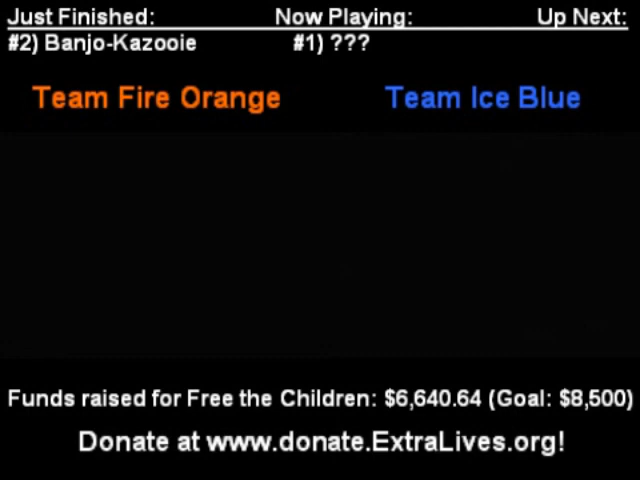 Just Finished: Now Playing: Up Next:
#2) Banjo-Kazooie #1) ???
Team Fire Orange Team Ice Blue
Funds raised for Free the Children: $6,640.64 (Goal: $8,500)
Donate at www.donate.ExtraLives.org!